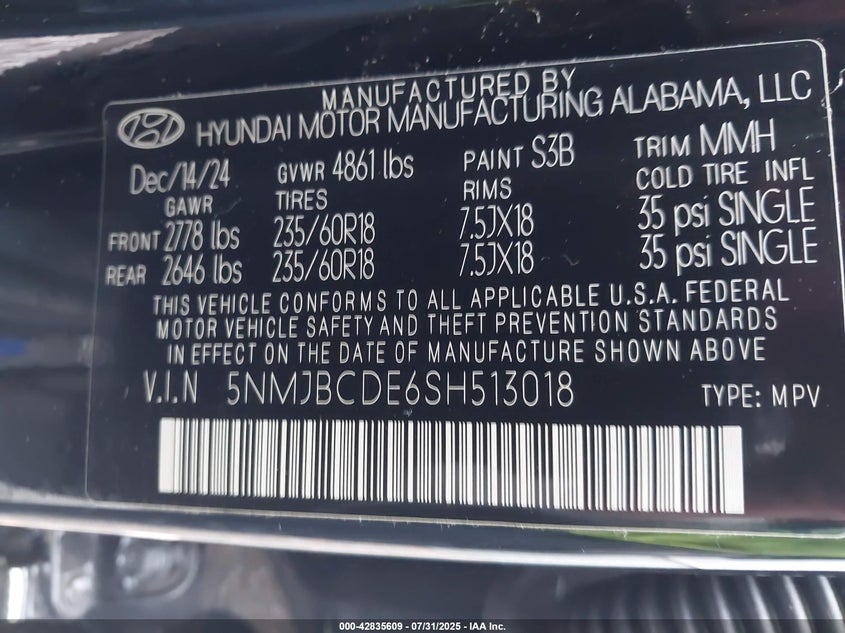 MANUFACTURED BY
HYUNDAI MOTOR MANUFACTURING ALABAMA, LLC
Dec/14/24 GVWR 4861 lbs PAINT S3B TRIM MMH
GAWR TIRES RIMS COLD TIRE INFL
FRONT 2778 lbs 235/60R18 7.5JX18 35 psi SINGLE
REAR 2646 lbs 235/60R18 7.5JX18 35 psi SINGLE
THIS VEHICLE CONFORMS TO ALL APPLICABLE U.S.A. FEDERAL
MOTOR VEHICLE SAFETY AND THEFT PREVENTION STANDARDS
IN EFFECT ON THE DATE OF MANUFACTURE SHOWN ABOVE
V.I.N 5NMJBCDE6SH513018 TYPE: MPV
000-42835609 - 07/31/2025 - IAA Inc.